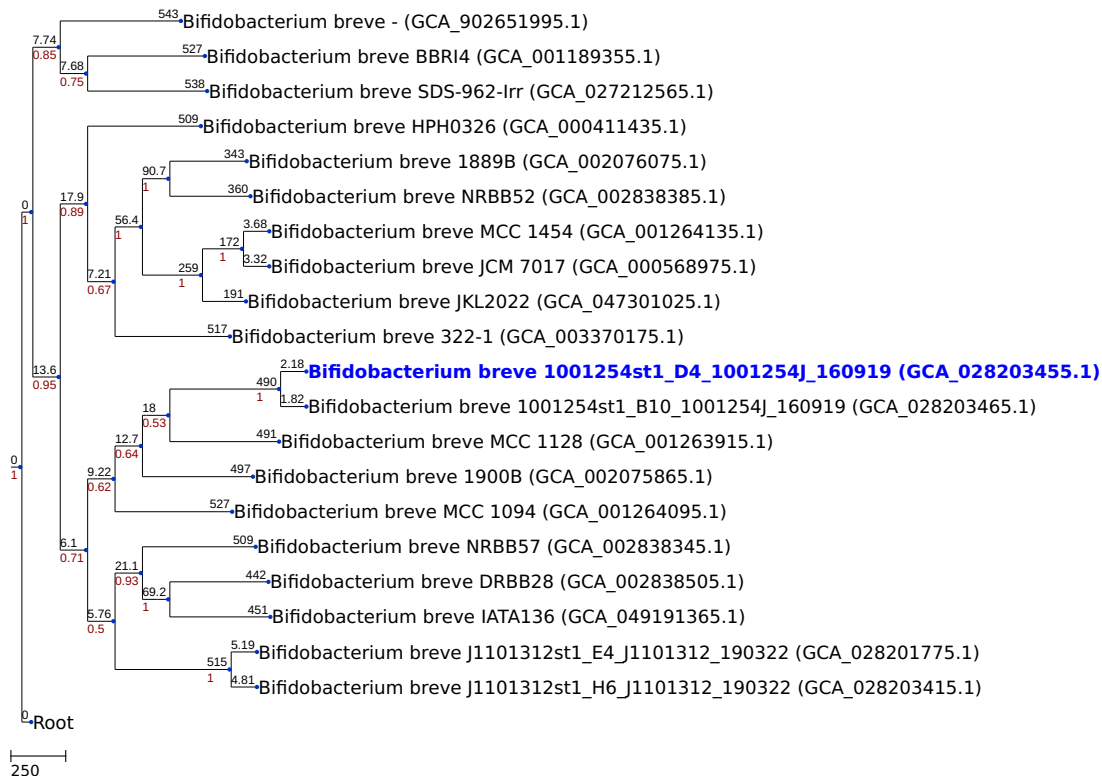 543 Bifidobacterium breve - (GCA_902651995.1)
7.74
0.85
527 Bifidobacterium breve BBRI4 (GCA_001189355.1)
7.68
0.75
538 Bifidobacterium breve SDS-962-Irr (GCA_027212565.1)
509 Bifidobacterium breve HPH0326 (GCA_000411435.1)
343 Bifidobacterium breve 1889B (GCA_002076075.1)
90.7
1
360 Bifidobacterium breve NRBB52 (GCA_002838385.1)
17.9
0.89
0
1
56.4
1
3.68 Bifidobacterium breve MCC 1454 (GCA_001264135.1)
172
1
3.32 Bifidobacterium breve JCM 7017 (GCA_000568975.1)
259
1
7.21
0.67
191 Bifidobacterium breve JKL2022 (GCA_047301025.1)
517 Bifidobacterium breve 322-1 (GCA_003370175.1)
2.18 Bifidobacterium breve 1001254st1_D4_1001254J_160919 (GCA_028203455.1)
13.6
0.95
490
1
1.82 Bifidobacterium breve 1001254st1_B10_1001254J_160919 (GCA_028203465.1)
18
0.53
491 Bifidobacterium breve MCC 1128 (GCA_001263915.1)
12.7
0.64
0
1
497 Bifidobacterium breve 1900B (GCA_002075865.1)
9.22
0.62
527 Bifidobacterium breve MCC 1094 (GCA_001264095.1)
6.1
0.71
509 Bifidobacterium breve NRBB57 (GCA_002838345.1)
21.1
0.93
442 Bifidobacterium breve DRBB28 (GCA_002838505.1)
69.2
1
451 Bifidobacterium breve IATA136 (GCA_049191365.1)
5.76
0.5
5.19 Bifidobacterium breve J1101312st1_E4_J1101312_190322 (GCA_028201775.1)
515
1
4.81 Bifidobacterium breve J1101312st1_H6_J1101312_190322 (GCA_028203415.1)
0 Root
250